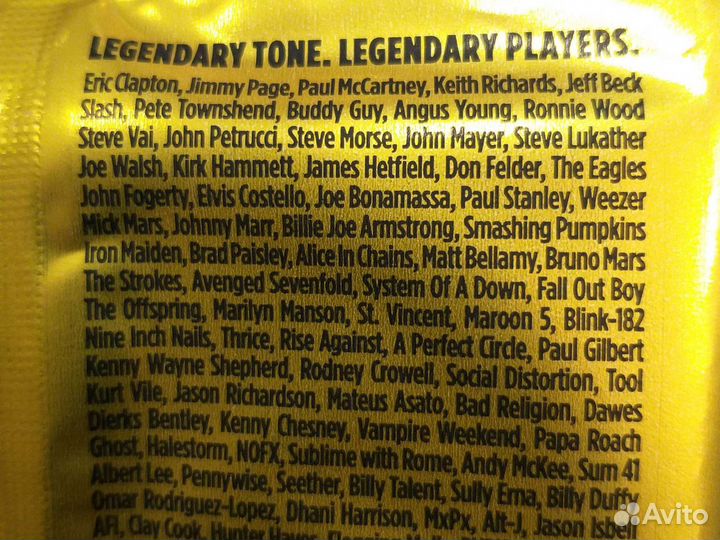 LEGENDARY TONE. LEGENDARY PLAYERS.
Eric Clapton, Jimmy Page, Paul McCartney, Keith Richards, Jeff Beck
Slash, Pete Townshend, Buddy Guy, Angus Young, Ronnie Wood
Steve Vai, John Petrucci, Steve Morse, John Mayer, Steve Lukather
Joe Walsh, Kirk Hammett, James Hetfield, Don Felder, The Eagles
John Fogerty, Elvis Costello, Joe Bonamassa, Paul Stanley, Weezer
Mick Mars, Johnny Marr, Billie Joe Armstrong, Smashing Pumpkins
Iron Maiden, Brad Paisley, Alice In Chains, Matt Bellamy, Bruno Mars
The Strokes, Avenged Sevenfold, System Of A Down, Fall Out Boy
The Offspring, Marilyn Manson, St. Vincent, Maroon 5, Blink-182
Nine Inch Nails, Thrice, Rise Against, A Perfect Circle, Paul Gilbert
Kenny Wayne Shepherd, Rodney Crowell, Social Distortion, Tool
Kurt Vile, Jason Richardson, Mateus Asato, Bad Religion, Dawes
Dierks Bentley, Kenny Chesney, Vampire Weekend, Papa Roach
Ghost, Halestorm, NOFX, Sublime with Rome, Andy McKee, Sum 41
Albert Lee, Pennywise, Seether, Billy Talent, Sully Erna, Billy Duffy
Omar Rodriguez-Lopez, Dhani Harrison, MxPx, Alt-J, Jason Isbell
AFI, Clay Cook, Hunter Hayes,
Avito